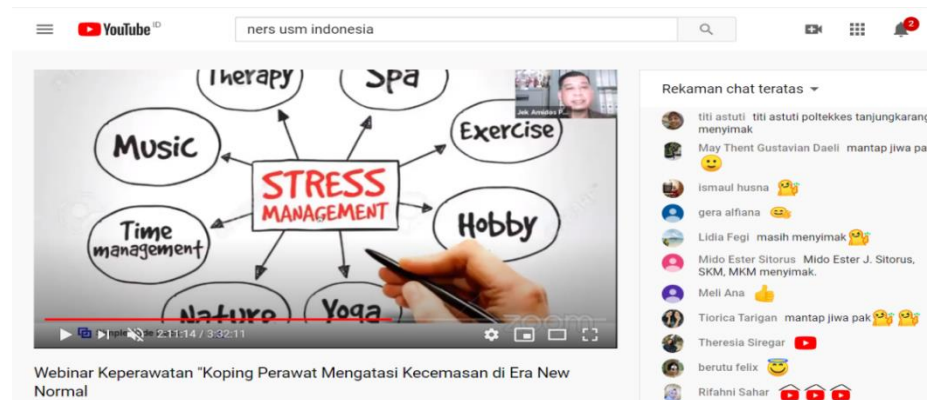 YouTube ID
ners usm indonesia
2
Therapy
Spa
Music
Exercise
STRESS
MANAGEMENT
Time
management
Hobby
Nature
Yoga
zoom
2:11:14 / 3:32:11
Webinar Keperawatan "Koping Perawat Mengatasi Kecemasan di Era New
Normal
Rekaman chat teratas
titi astuti titi astuti poltekkes tanjungkarang
menyimak
May Thent Gustavian Daeli mantap jiwa pa
ismaul husna
gera alfiana
Lidia Fegi masih menyimak
Mido Ester Sitorus Mido Ester J. Sitorus,
SKM, MKM menyimak.
Meli Ana
Tiorica Tarigan mantap jiwa pak
Theresia Siregar
berutu felix
Rifahni Sahar